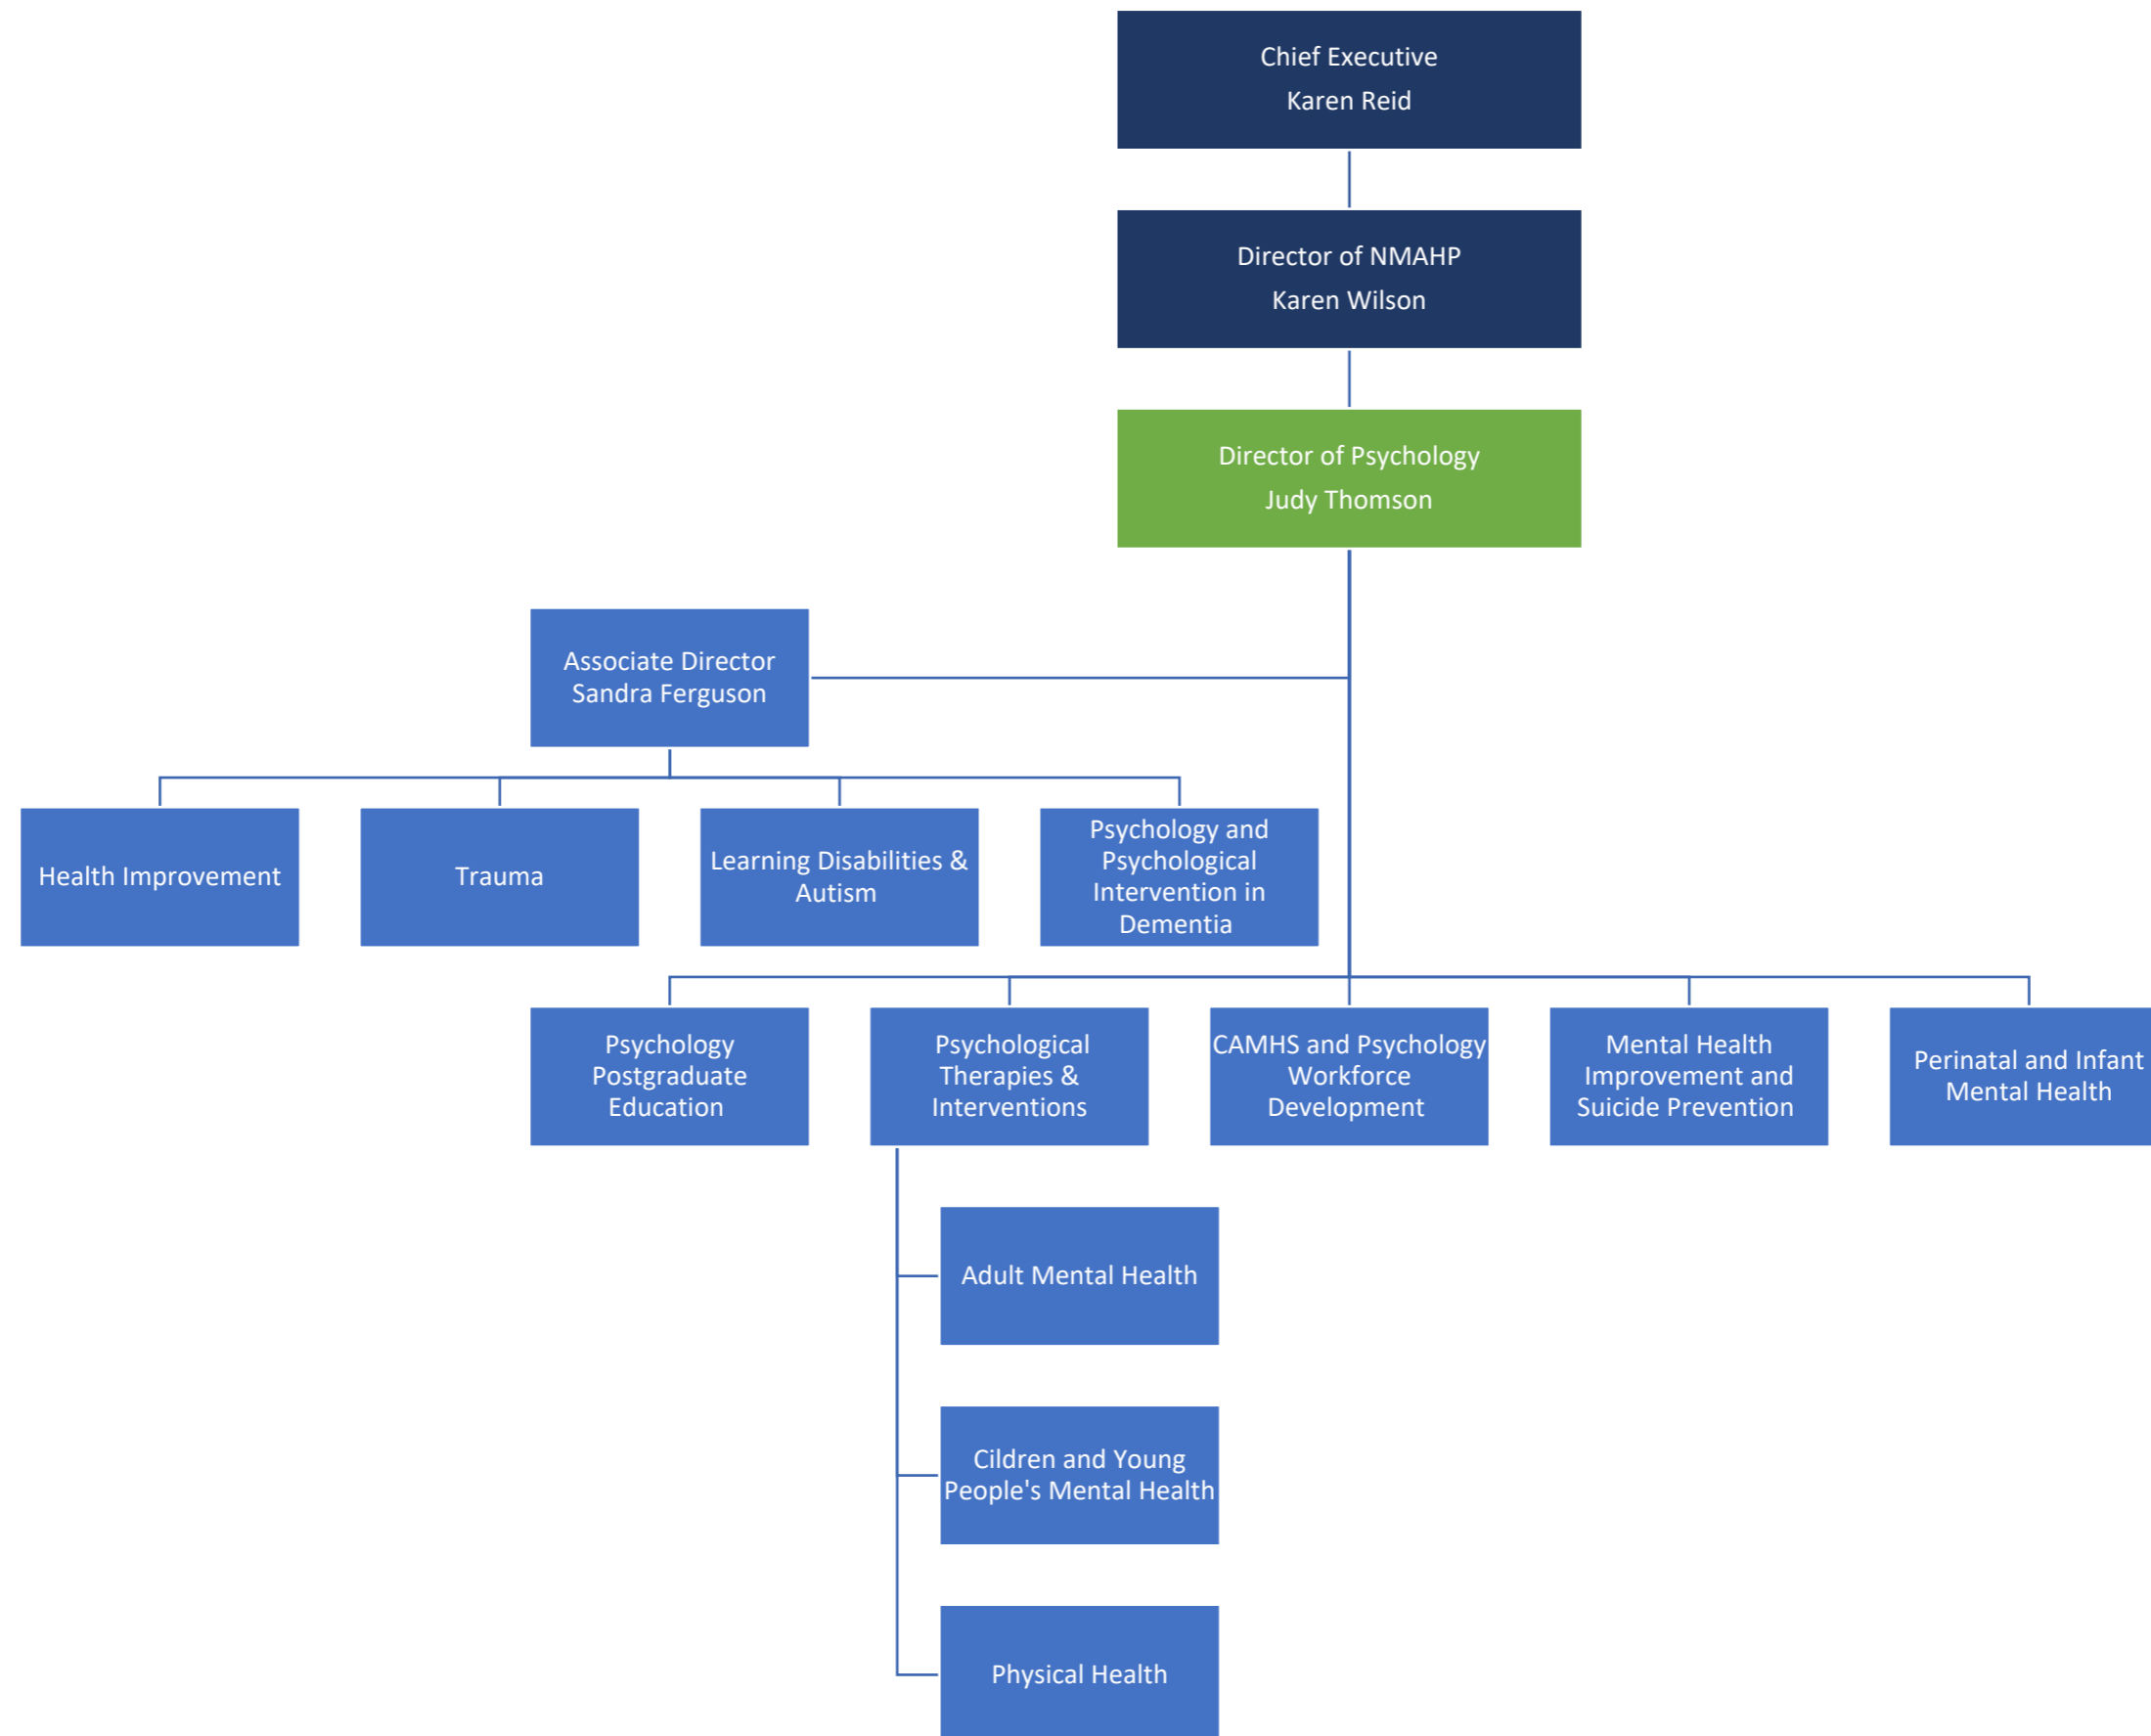 Chief Executive
Karen Reid
Director of NMAHP
Karen Wilson
Director of Psychology
Judy Thomson
Associate Director
Sandra Ferguson
Health Improvement
Trauma
Learning Disabilities &
Autism
Psychology and
Psychological
Intervention in
Dementia
Psychology
Postgraduate
Education
Psychological
Therapies &
Interventions
CAMHS and Psychology
Workforce
Development
Mental Health
Improvement and
Suicide Prevention
Perinatal and Infant
Mental Health
Adult Mental Health
Cildren and Young
People's Mental Health
Physical Health